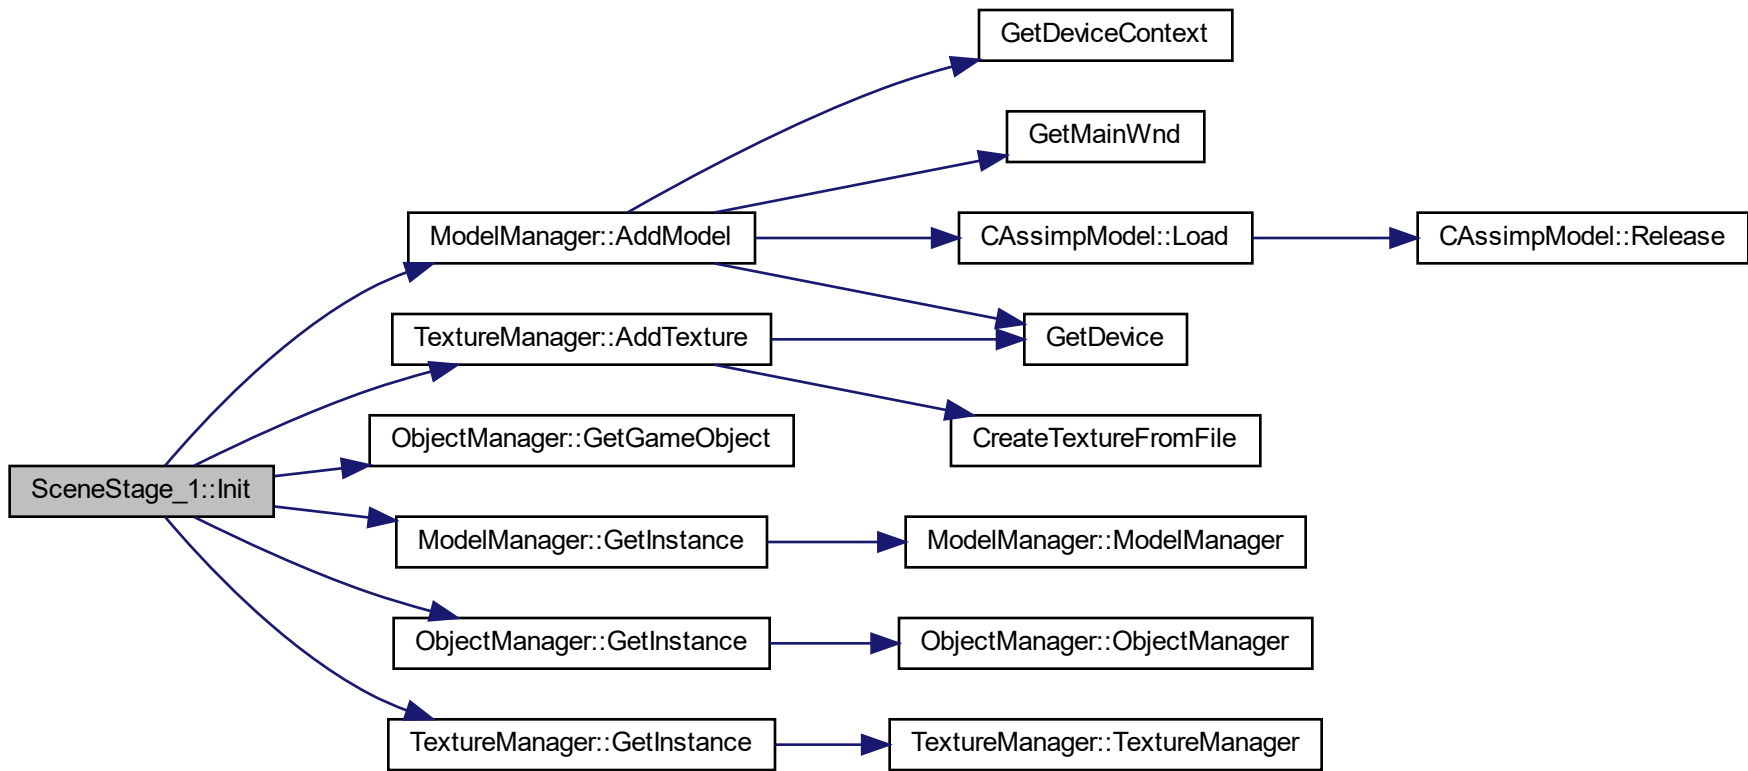 GetDeviceContext
GetMainWnd
ModelManager::AddModel
CAssimpModel::Load
CAssimpModel::Release
TextureManager::AddTexture
GetDevice
ObjectManager::GetGameObject
CreateTextureFromFile
SceneStage_1::Init
ModelManager::GetInstance
ModelManager::ModelManager
ObjectManager::GetInstance
ObjectManager::ObjectManager
TextureManager::GetInstance
TextureManager::TextureManager